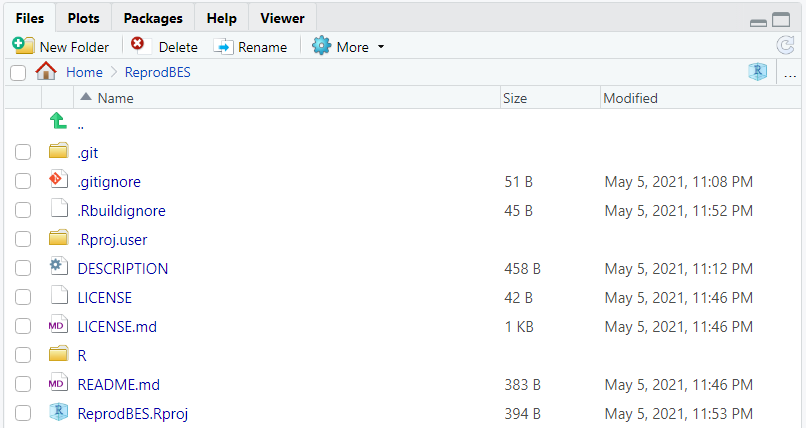 Files Plots Packages Help Viewer
New Folder Delete Rename More
Home ReprodBES ...
Name Size Modified
..
.git
.gitignore 51 B May 5, 2021, 11:08 PM
.Rbuildignore 45 B May 5, 2021, 11:52 PM
.Rproj.user
DESCRIPTION 458 B May 5, 2021, 11:12 PM
LICENSE 42 B May 5, 2021, 11:46 PM
MD LICENSE.md 1 KB May 5, 2021, 11:46 PM
R
MD README.md 383 B May 5, 2021, 11:46 PM
R ReprodBES.Rproj 394 B May 5, 2021, 11:53 PM